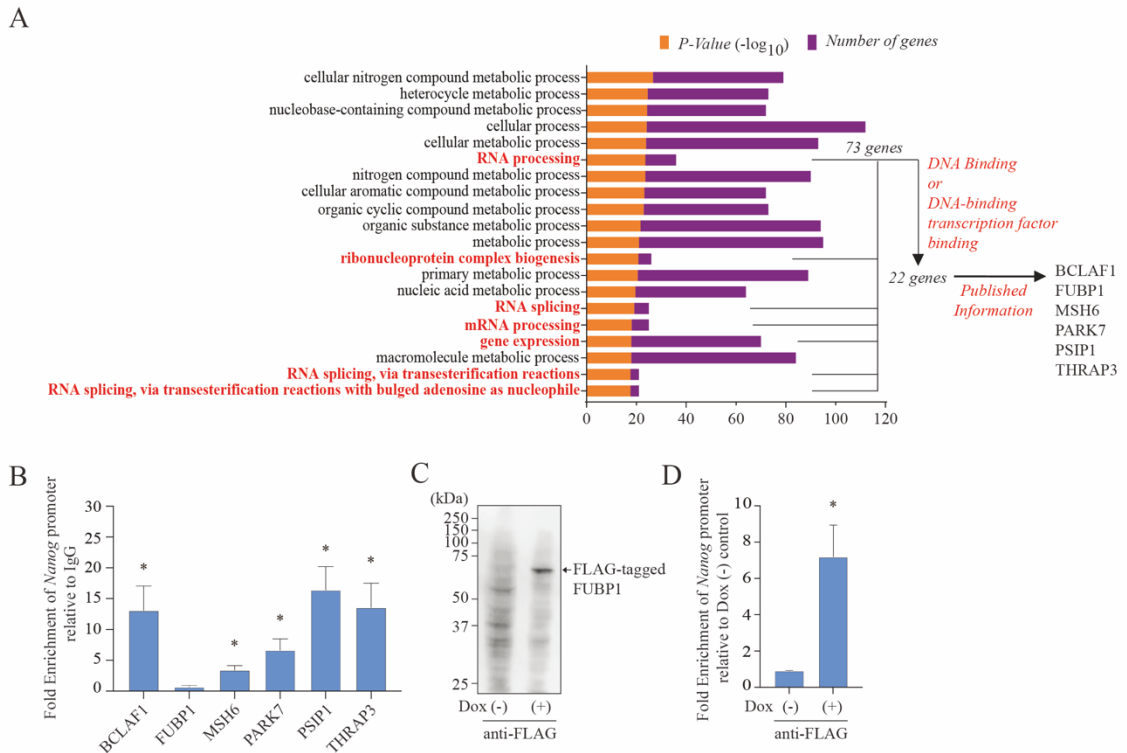 A
P-Value (-log10)
Number of genes
cellular nitrogen compound metabolic process
heterocycle metabolic process
nucleobase-containing compound metabolic process
cellular process
cellular metabolic process
RNA processing
nitrogen compound metabolic process
cellular aromatic compound metabolic process
organic cyclic compound metabolic process
organic substance metabolic process
metabolic process
ribonucleoprotein complex biogenesis
primary metabolic process
nucleic acid metabolic process
RNA splicing
mRNA processing
gene expression
macromolecule metabolic process
RNA splicing, via transesterification reactions
RNA splicing, via transesterification reactions with bulged adenosine as nucleophile
0 20 40 60 80 100 120
73 genes
DNA Binding
or
DNA-binding
transcription factor
binding
22 genes
Published
Information
BCLAF1
FUBP1
MSH6
PARK7
PSIP1
THRAP3
B
Fold Enrichment of Nanog promoter
relative to IgG
30
25
20
15
10
5
0
*
*
*
*
*
BCLAF1
FUBP1
MSH6
PARK7
PSIP1
THRAP3
C
(kDa)
250
150
100
75
50
37
25
FLAG-tagged
FUBP1
Dox (-) (+)
anti-FLAG
D
Fold Enrichment of Nanog promoter
relative to Dox (-) control
10
8
6
4
2
0
*
Dox (-) (+)
anti-FLAG